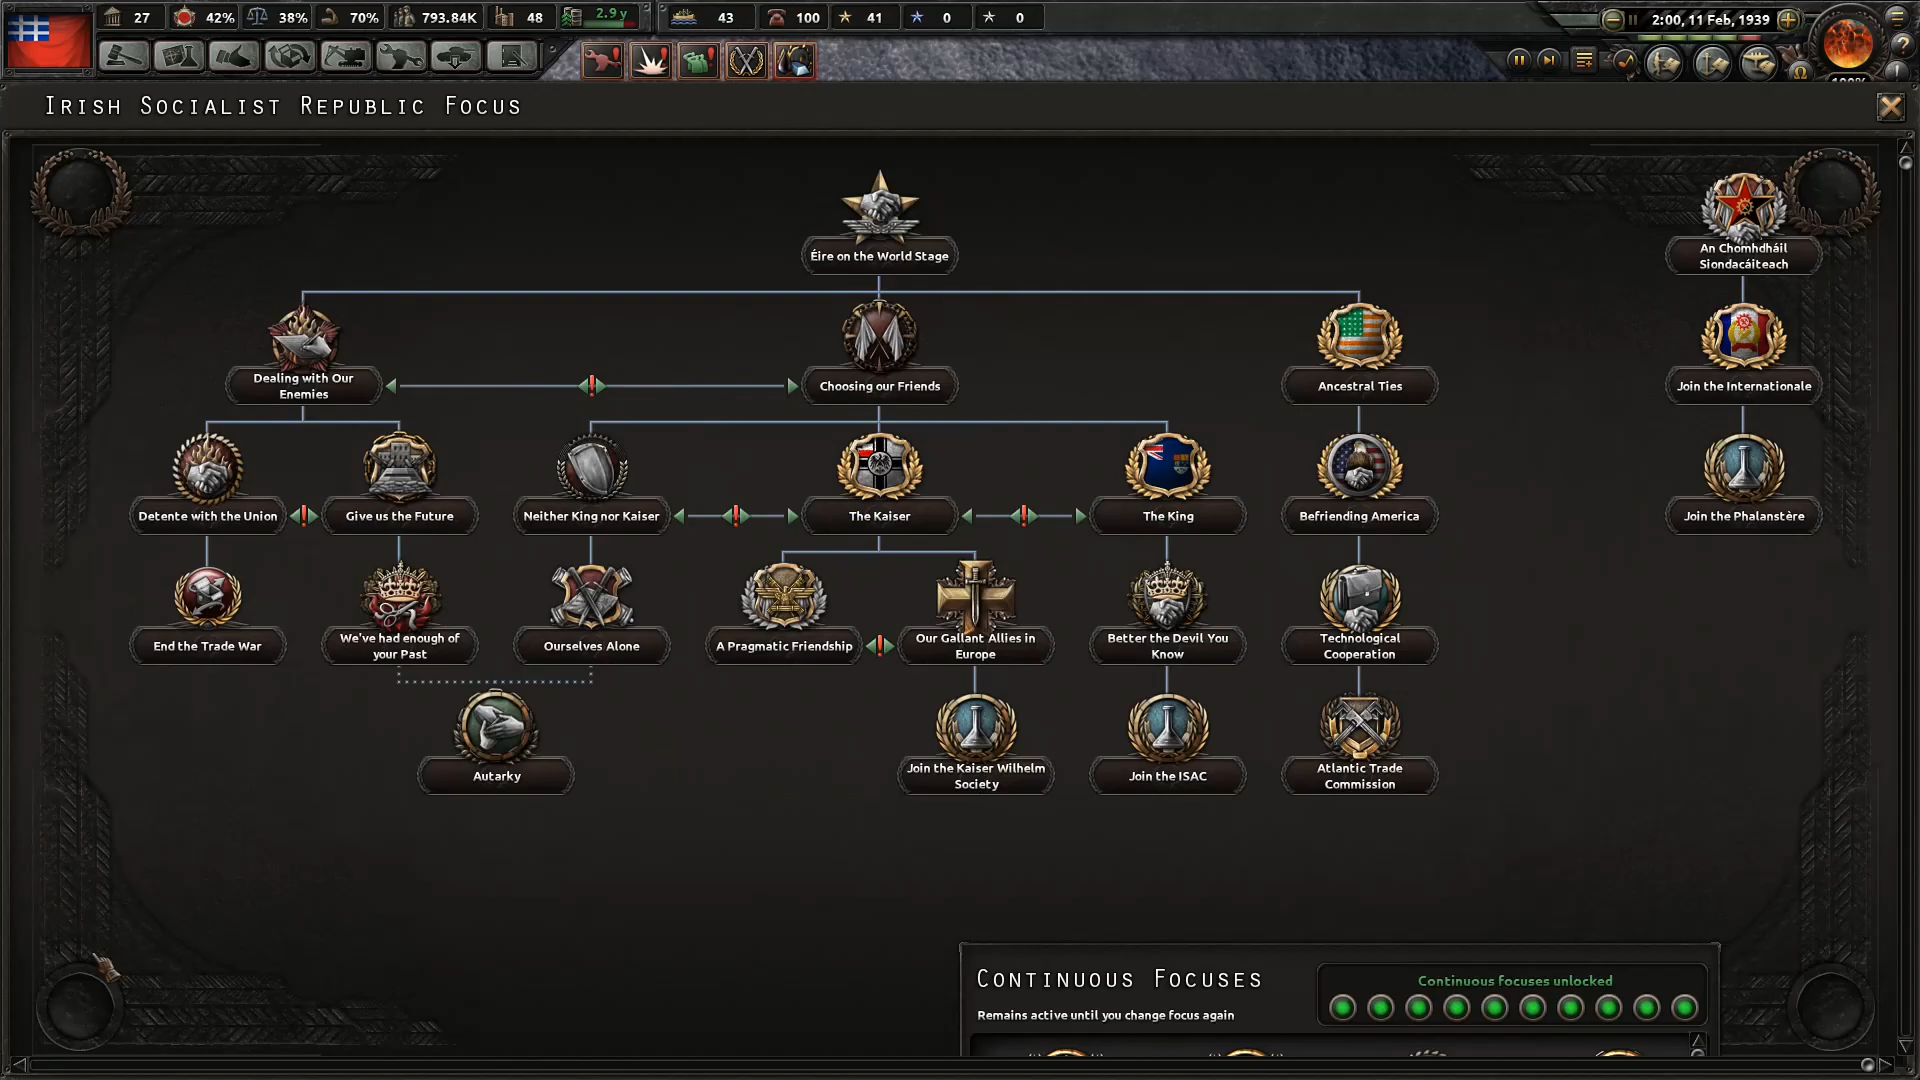 27
42%
38%
70%
793.84K
48
2.9 y
43
100
41
0
0
2:00, 11 Feb, 1939
Irish Socialist Republic Focus
Éire on the World Stage
An Chomhdháil
Siondacáiteach
Dealing with Our
Enemies
Choosing our Friends
Ancestral Ties
Join the Internationale
Detente with the Union
Give us the Future
Neither King nor Kaiser
The Kaiser
The King
Befriending America
Join the Phalanstère
End the Trade War
We've had enough of
your Past
Ourselves Alone
A Pragmatic Friendship
Our Gallant Allies in
Europe
Better the Devil You
Know
Technological
Cooperation
Autarky
Join the Kaiser Wilhelm
Society
Join the ISAC
Atlantic Trade
Commission
Continuous Focuses
Continuous focuses unlocked
Remains active until you change focus again